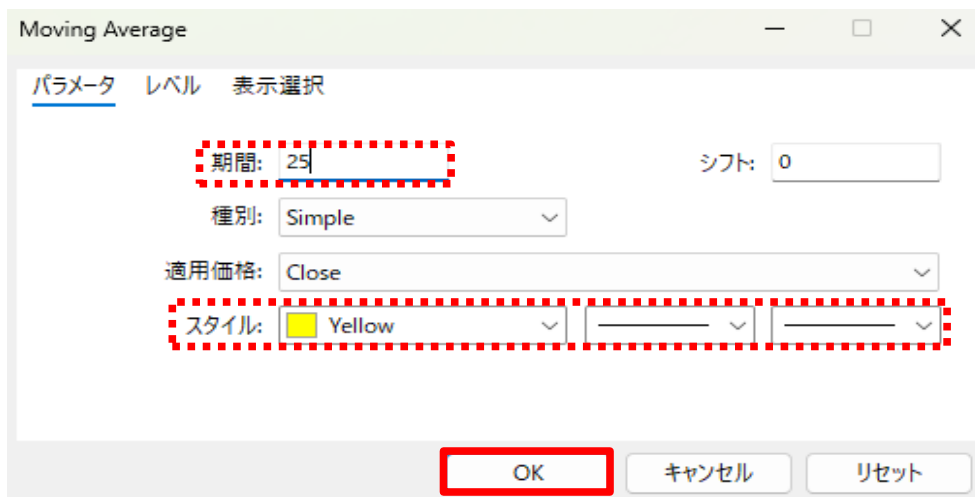 Moving Average
パラメータ レベル 表示選択
期間: 25 シフト: 0
種別: Simple
適用価格: Close
スタイル: Yellow
OK キャンセル リセット